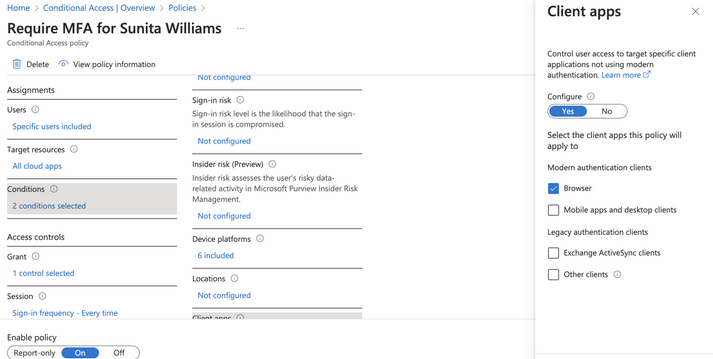 Home > Conditional Access | Overview > Policies >
Require MFA for Sunita Williams ...
Conditional Access policy
Delete View policy information
Assignments
Users
Specific users included
Target resources
All cloud apps
Conditions
2 conditions selected
Access controls
Grant
1 control selected
Session
Sign-in frequency - Every time
Enable policy
Report-only On Off
Not configured
Sign-in risk
Sign-in risk level is the likelihood that the sign-
in session is compromised.
Not configured
Insider risk (Preview)
Insider risk assesses the user's risky data-
related activity in Microsoft Purview Insider Risk
Management.
Not configured
Device platforms
6 included
Locations
Not configured
Client apps
Client apps
Control user access to target specific client
applications not using modern
authentication. Learn more
Configure
Yes No
Select the client apps this policy will
apply to
Modern authentication clients
Browser
Mobile apps and desktop clients
Legacy authentication clients
Exchange ActiveSync clients
Other clients